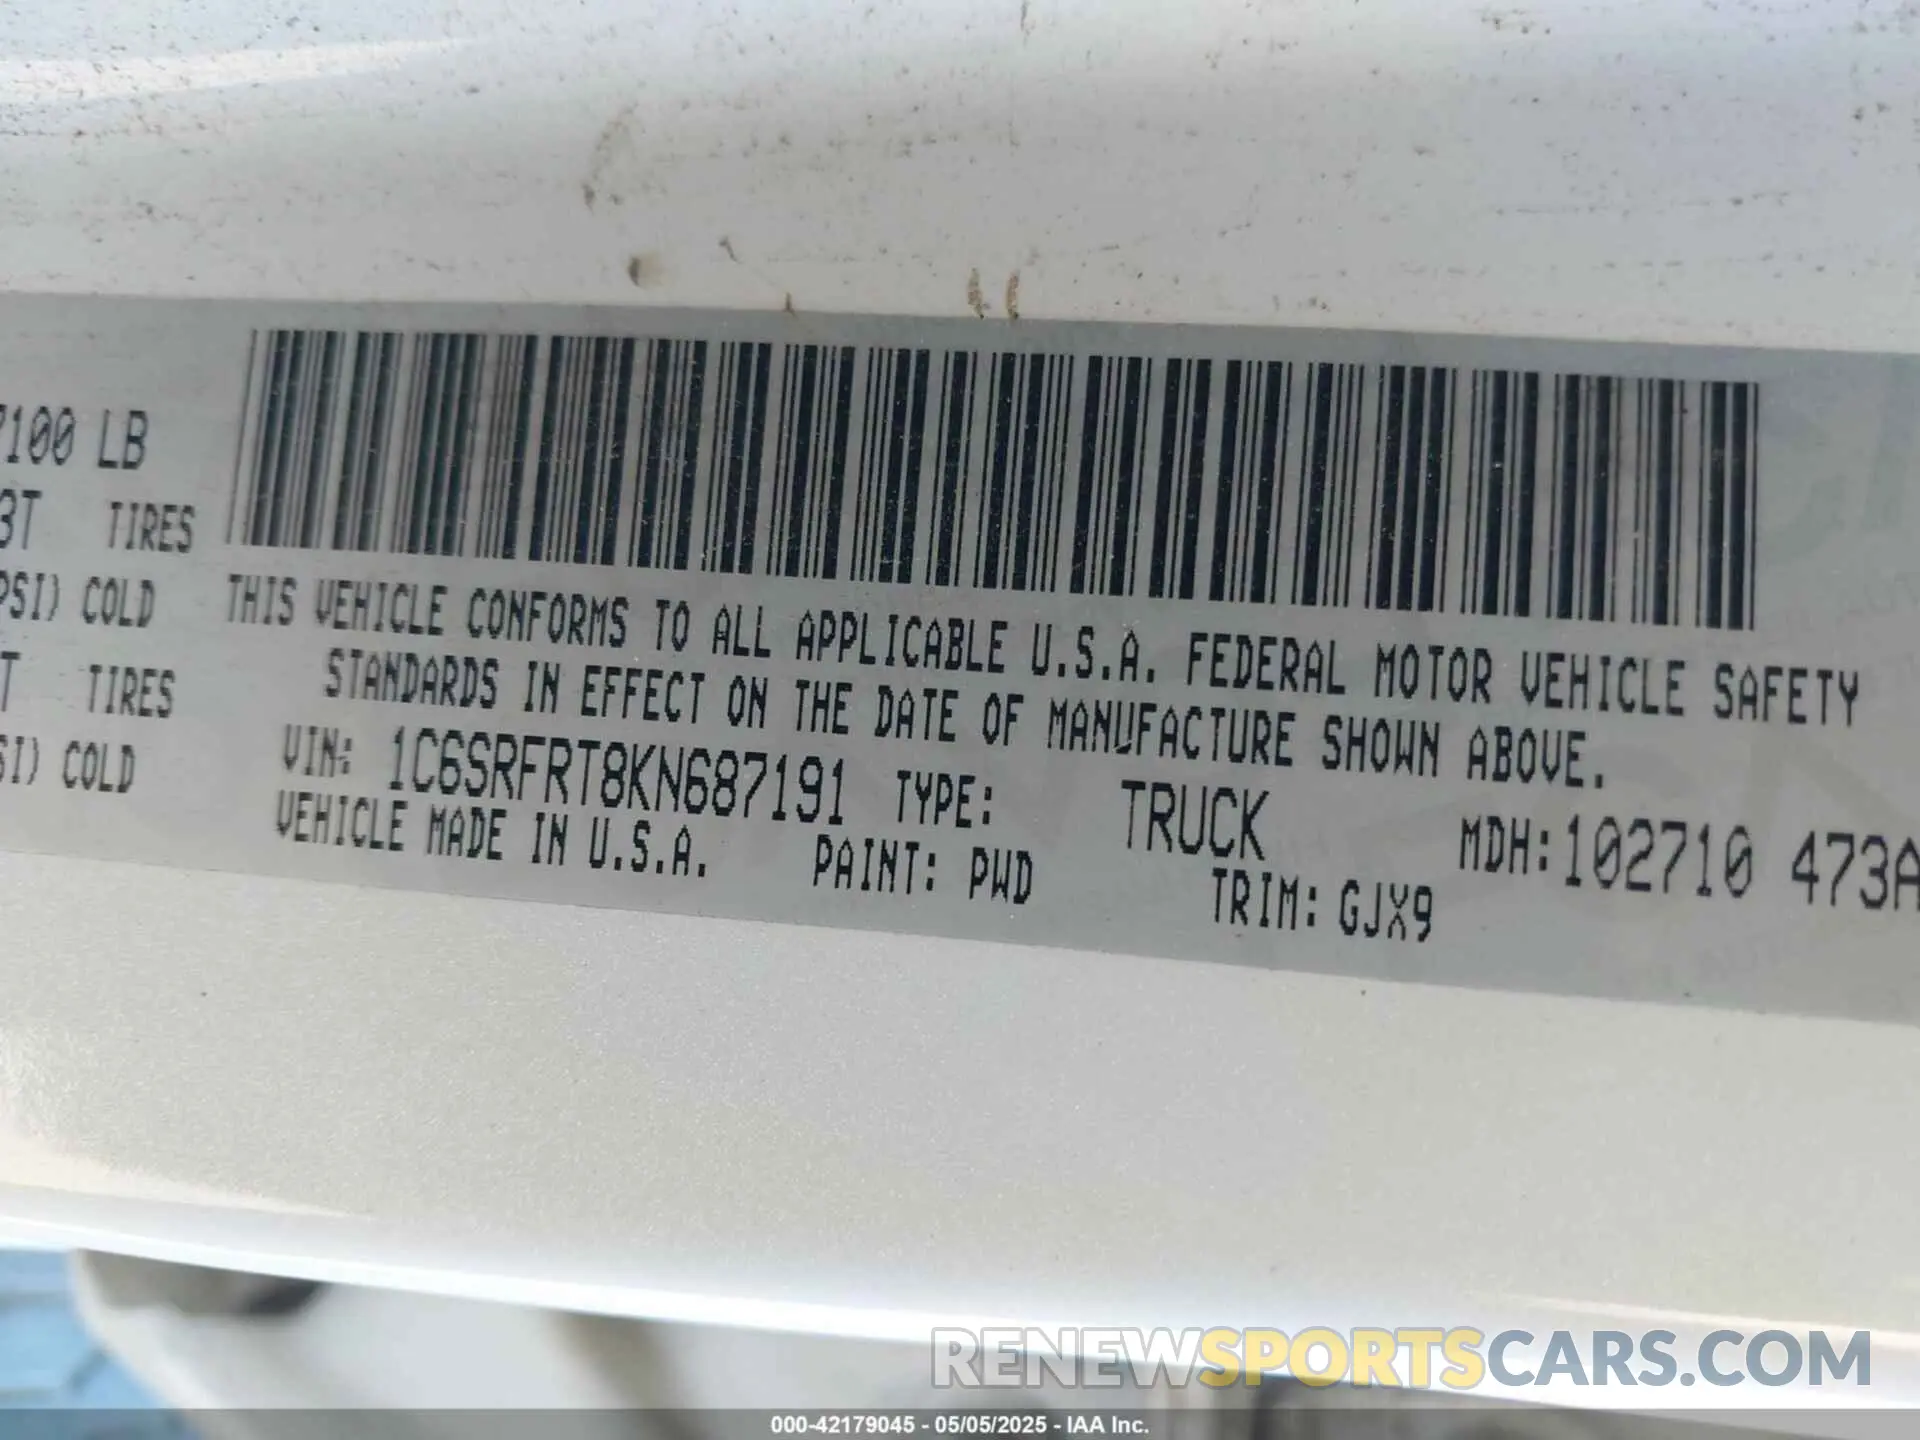 7100 LB
3T TIRES
PSI) COLD
T TIRES
SI) COLD
THIS VEHICLE CONFORMS TO ALL APPLICABLE U.S.A. FEDERAL MOTOR VEHICLE SAFETY
STANDARDS IN EFFECT ON THE DATE OF MANUFACTURE SHOWN ABOVE.
VIN: 1C6SRFRT8KN687191 TYPE: TRUCK MDH:102710 473A
VEHICLE MADE IN U.S.A. PAINT: PWD TRIM: GJX9
RENEWSPORTSCARS.COM
000-42179045 - 05/05/2025 - IAA Inc.